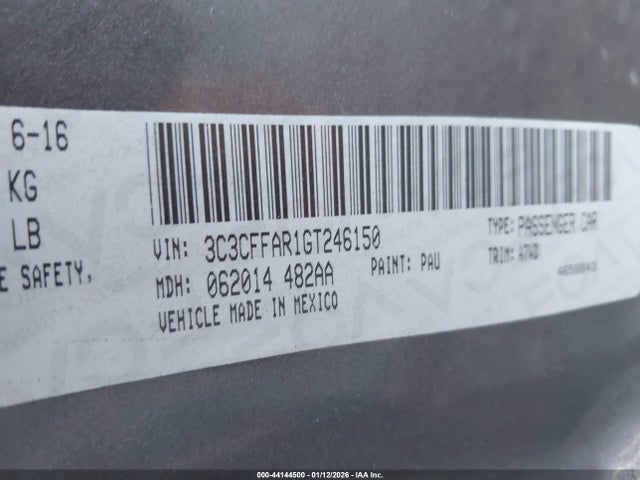 6-16
KG
LB
E SAFETY,
VIN: 3C3CFFAR1GT246150
TYPE: PASSENGER CAR
MDH: 062014 482AA
PAINT: PAU
TRIM: A7WD
VEHICLE MADE IN MEXICO
000-44144500 - 01/12/2026 - IAA Inc.